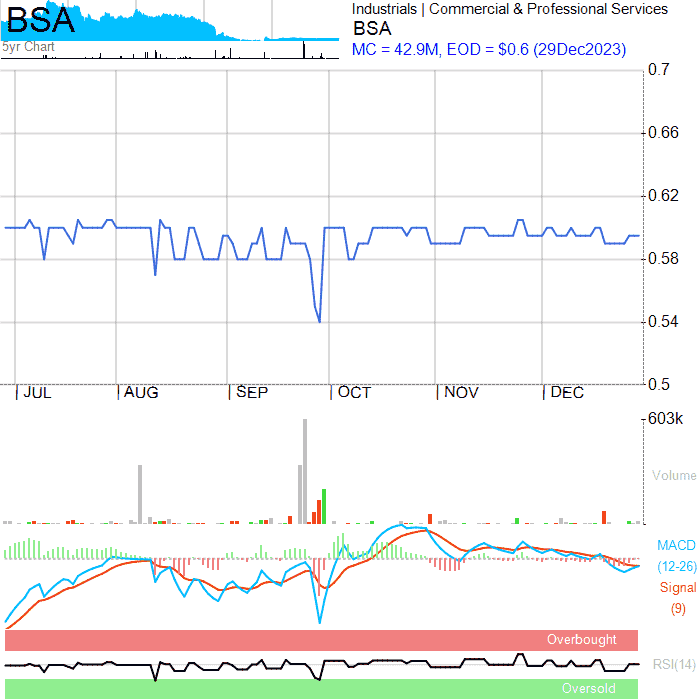 BSA
5yr Chart
Industrials | Commercial & Professional Services
BSA
MC = 42.9M, EOD = $0.6 (29Dec2023)
0.7
0.66
0.62
0.58
0.54
0.5
| JUL | AUG | SEP | OCT | NOV | DEC
603k
Volume
MACD
(12-26)
Signal
(9)
Overbought
RSI(14)
Oversold